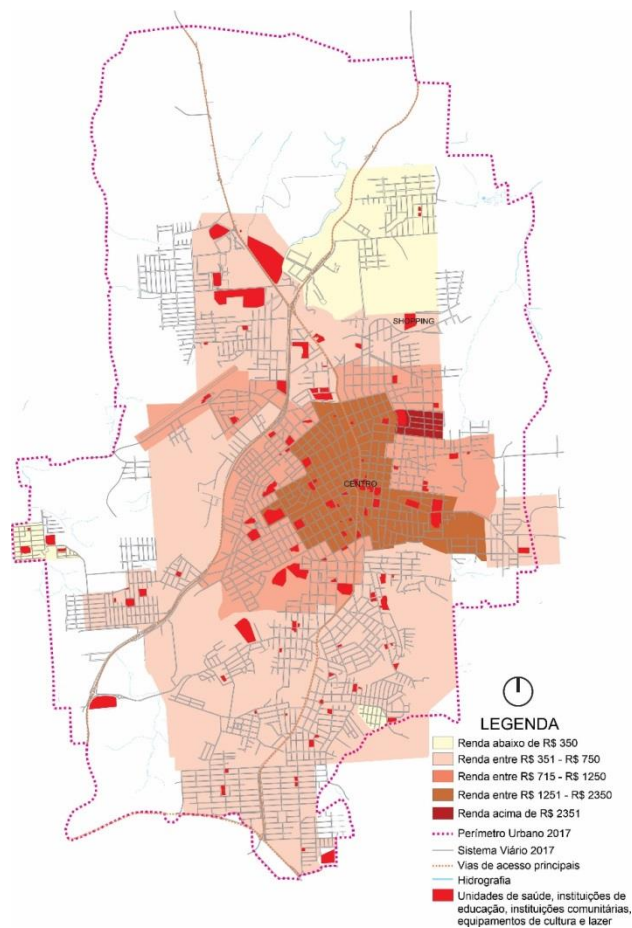 SHOPPING
CENTRO
LEGENDA
Renda abaixo de R$ 350
Renda entre R$ 351 - R$ 750
Renda entre R$ 715 - R$ 1250
Renda entre R$ 1251 - R$ 2350
Renda acima de R$ 2351
Perímetro Urbano 2017
Sistema Viário 2017
Vias de acesso principais
Hidrografia
Unidades de saúde, instituições de
educação, instituições comunitárias,
equipamentos de cultura e lazer